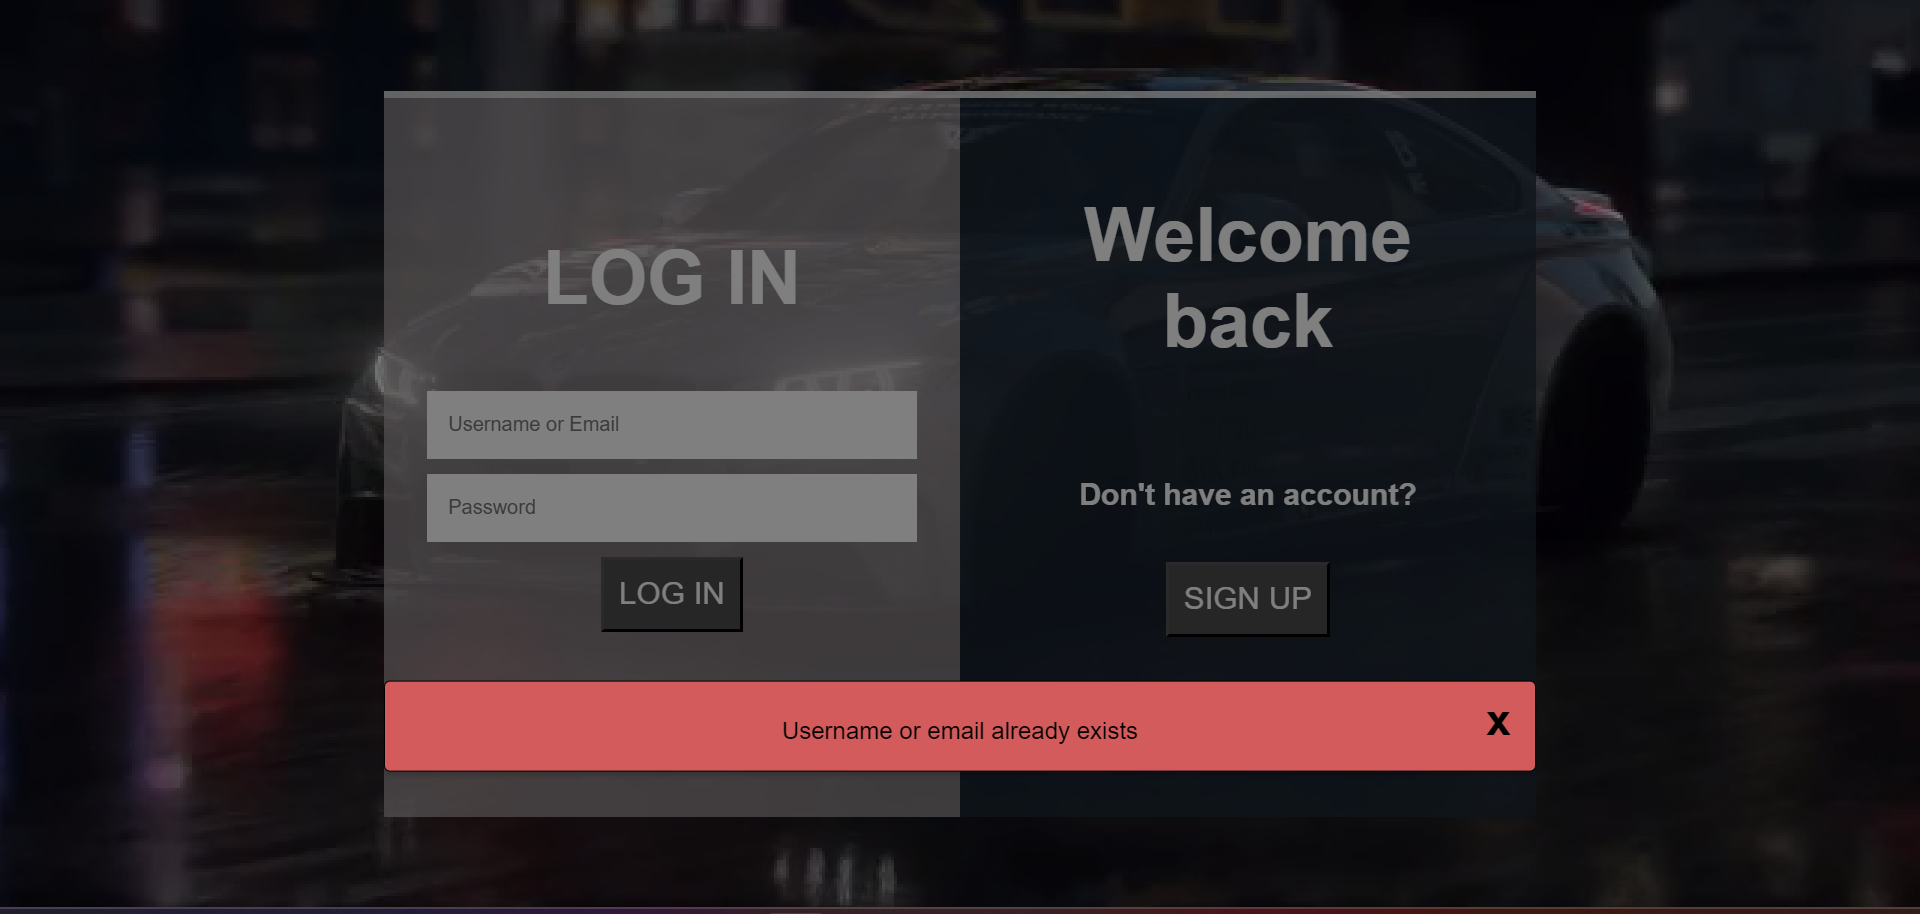 LOG IN
Username or Email
Password
LOG IN
Welcome
back
Don't have an account?
SIGN UP
Username or email already exists
X